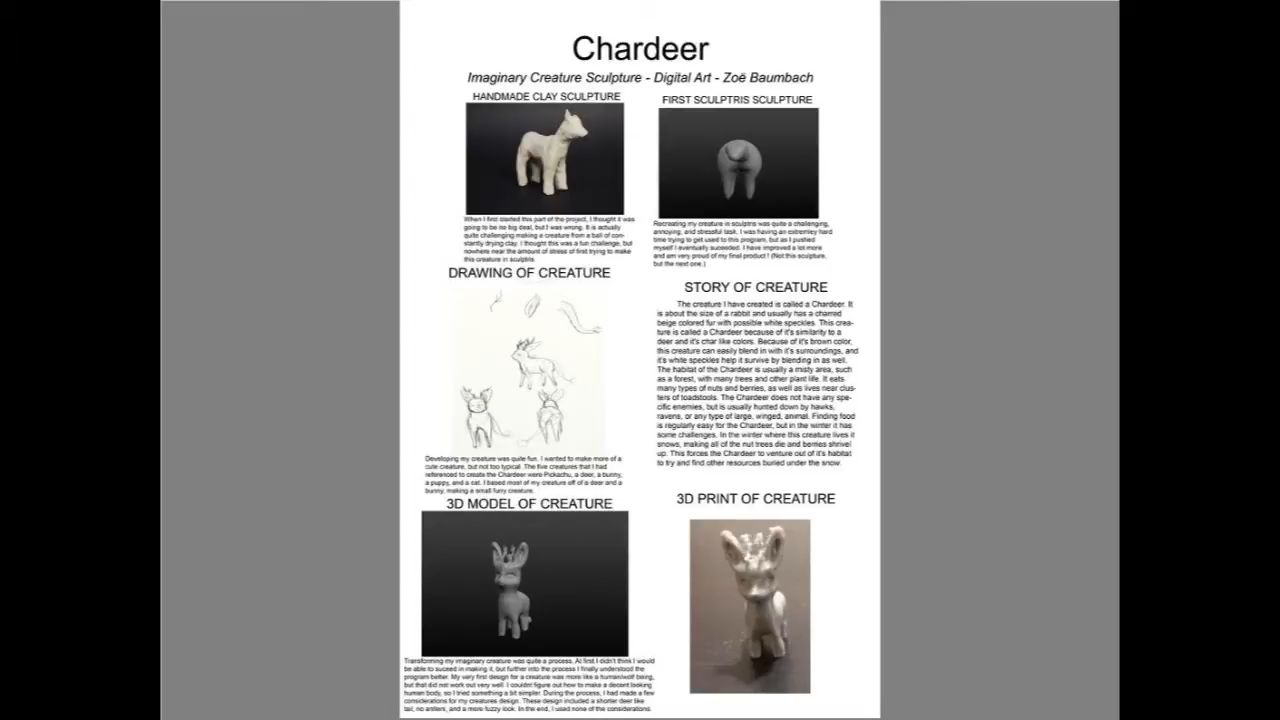 Chardeer
Imaginary Creature Sculpture - Digital Art - Zoë Baumbach
HANDMADE CLAY SCULPTURE
When I first started this part of the project, I thought it was
going to be no big deal, but I was wrong. It is actually
quite challenging making a creature from a ball of con-
stantly drying clay. I thought this was a fun challenge, but
nowhere near the amount of stress of first trying to make
this creature in sculptris.
FIRST SCULPTRIS SCULPTURE
Recreating my creature in sculptris was quite a challenging,
annoying, and stressful task. I was having an extremley hard
time trying to get used to this program, but as I pushed
myself I eventually suceeded. I have improved a lot more
and am very proud of my final product! (Not this sculpture,
but the next one.)
DRAWING OF CREATURE
Developing my creature was quite fun. I wanted to make more of a
cute creature, but not too typical. The five creatures that I had
referenced to create the Chardeer were Pickachu, a deer, a bunny,
a puppy, and a cat. I based most of my creature off of a deer and a
bunny, making a small furry creature.
STORY OF CREATURE
The creature I have created is called a Chardeer. It
is about the size of a rabbit and usually has a charred
beige colored fur with possible white speckles. This crea-
ture is called a Chardeer because of it's similarity to a
deer and it's char like colors. Because of it's brown color,
this creature can easily blend in with it's surroundings, and
it's white speckles help it survive by blending in as well.
The habitat of the Chardeer is usually a misty area, such
as a forest, with many trees and other plant life. It eats
many types of nuts and berries, as well as lives near clus-
ters of toadstools. The Chardeer does not have any spe-
cific enemies, but is usually hunted down by hawks,
ravens, or any type of large, winged, animal. Finding food
is regularly easy for the Chardeer, but in the winter it has
some challenges. In the winter where this creature lives it
snows, making all of the nut trees die and berries shrivel
up. This forces the Chardeer to venture out of it's habitat
to try and find other resources buried under the snow.
3D MODEL OF CREATURE
Transforming my imaginary creature was quite a process. At first I didn't think I would
be able to suceed in making it, but further into the process I finally understood the
program better. My very first design for a creature was more like a human/wolf being,
but that did not work out very well. I couldn't figure out how to make a decent looking
human body, so I tried something a bit simpler. During the process, I had made a few
considerations for my creatures design. These design included a shorter deer like
tail, no antlers, and a more fuzzy look. In the end, I used none of the considerations.
3D PRINT OF CREATURE